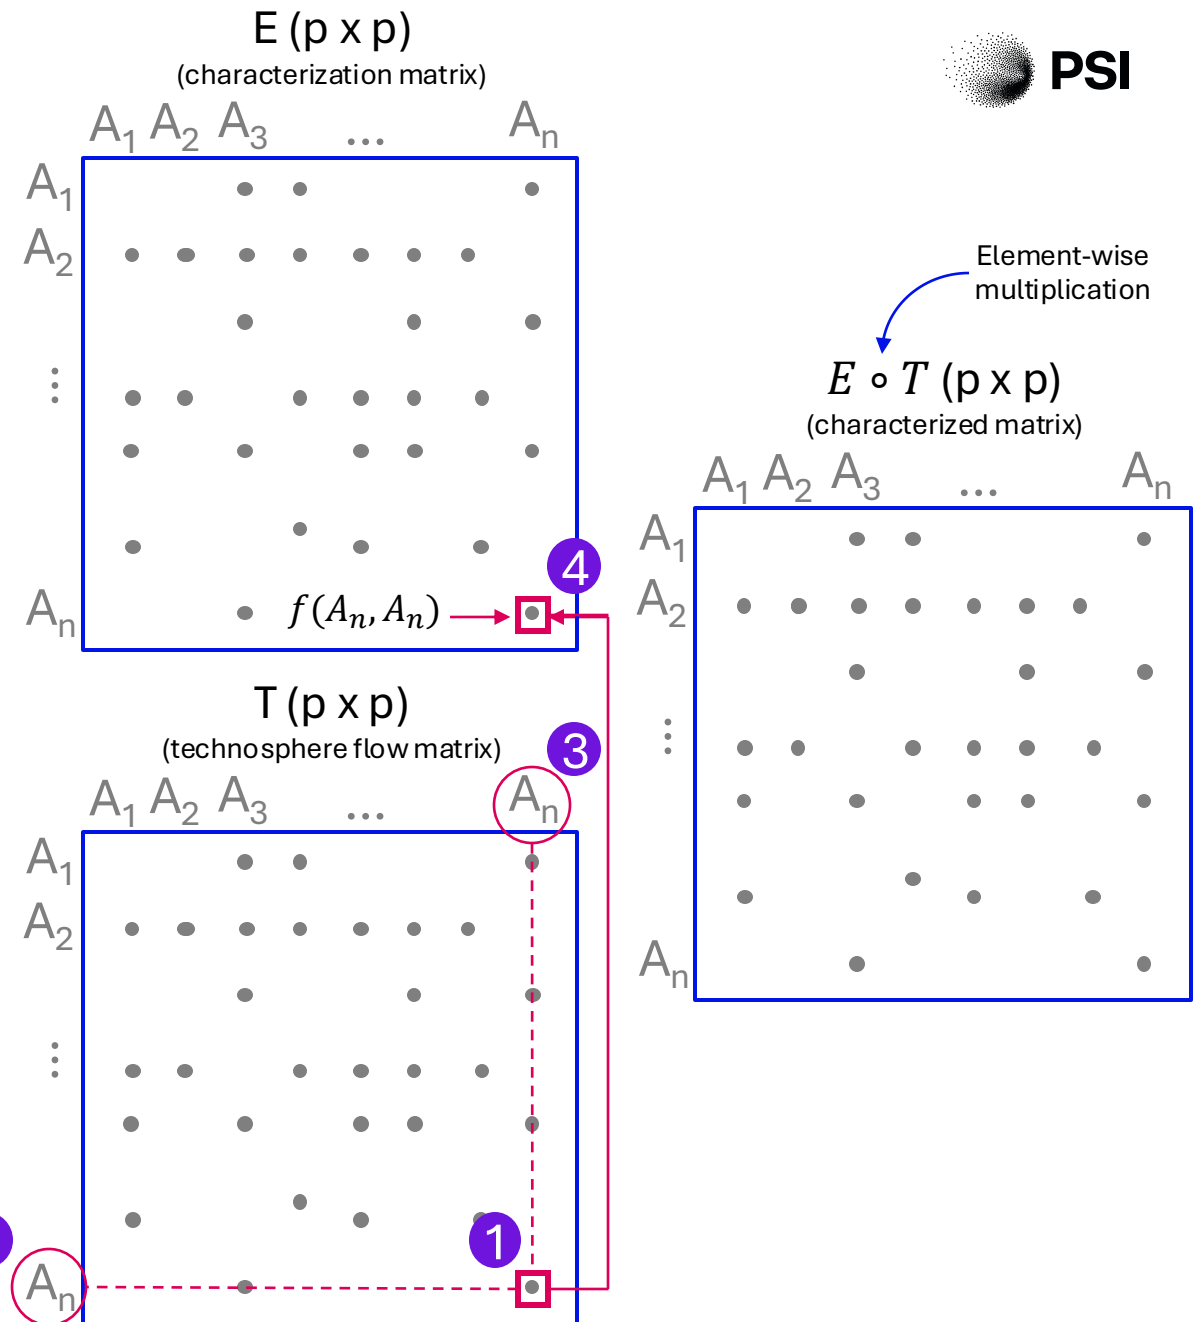 E (p x p)
(characterization matrix)
PSI
A1 A2 A3 ... An
A1
A2
⋮
An
f(An, An)
4
Element-wise
multiplication
E ∘ T (p x p)
(characterized matrix)
A1 A2 A3 ... An
A1
A2
⋮
An
T (p x p)
(technosphere flow matrix)
3
A1 A2 A3 ... An
A1
A2
⋮
1
An